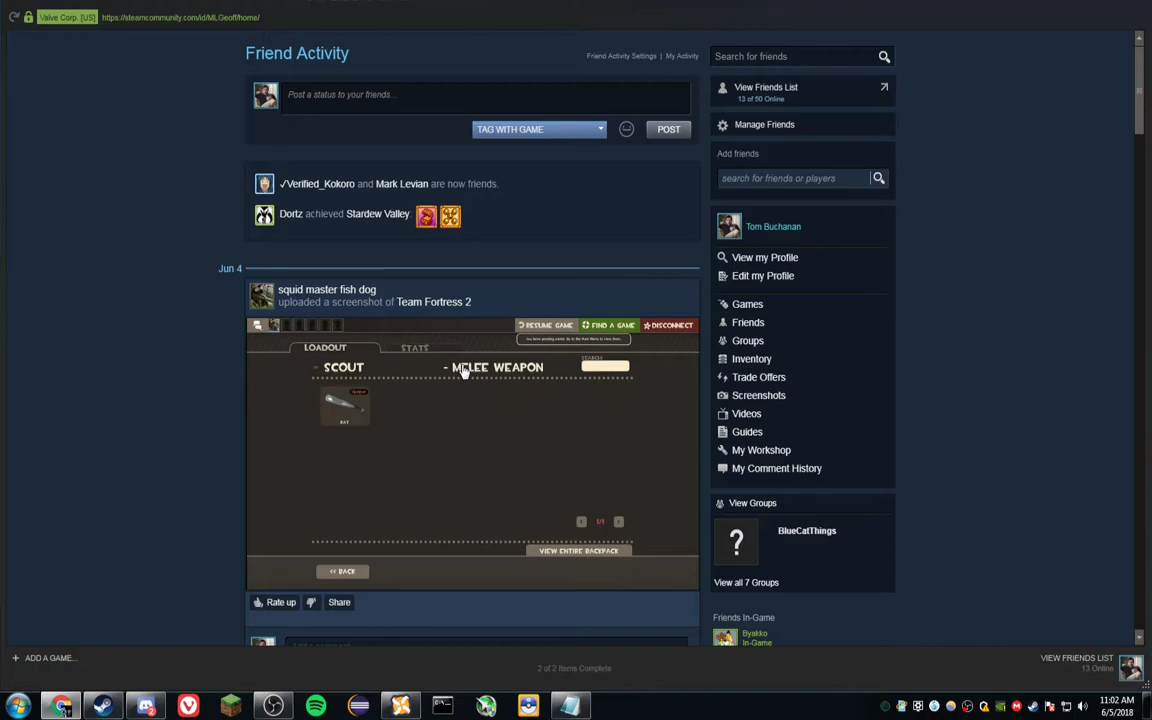 Valve Corp. [US] https://steamcommunity.com/id/MLGeoff/home/
Friend Activity
Friend Activity Settings | My Activity
Post a status to your friends...
TAG WITH GAME
POST
✓Verified_Kokoro and Mark Levian are now friends.
Dortz achieved Stardew Valley:
Jun 4
squid master fish dog
uploaded a screenshot of Team Fortress 2
RESUME GAME FIND A GAME DISCONNECT
LOADOUT STATS
SEARCH
SCOUT - MELEE WEAPON
BAT
1/1
VIEW ENTIRE BACKPACK
<< BACK
Rate up
Share
Search for friends
View Friends List
13 of 50 Online
Manage Friends
Add friends
search for friends or players
Tom Buchanan
View my Profile
Edit my Profile
Games
Friends
Groups
Inventory
Trade Offers
Screenshots
Videos
Guides
My Workshop
My Comment History
View Groups
?
BlueCatThings
View all 7 Groups
Friends In-Game
Byakko
In-Game
+ ADD A GAME...
2 of 2 Items Complete
VIEW FRIENDS LIST
13 Online
11:02 AM
6/5/2018